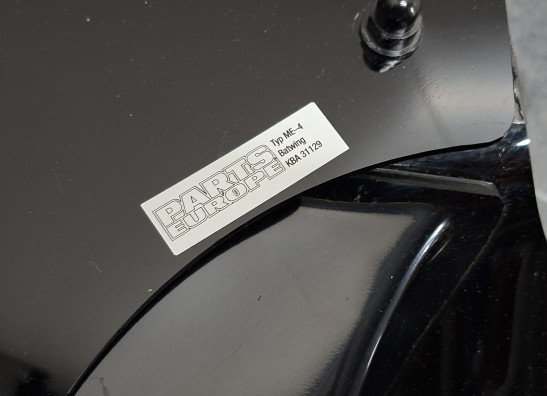 PARTS
EUROPE
Typ ME-4
Batwing
KBA 31129